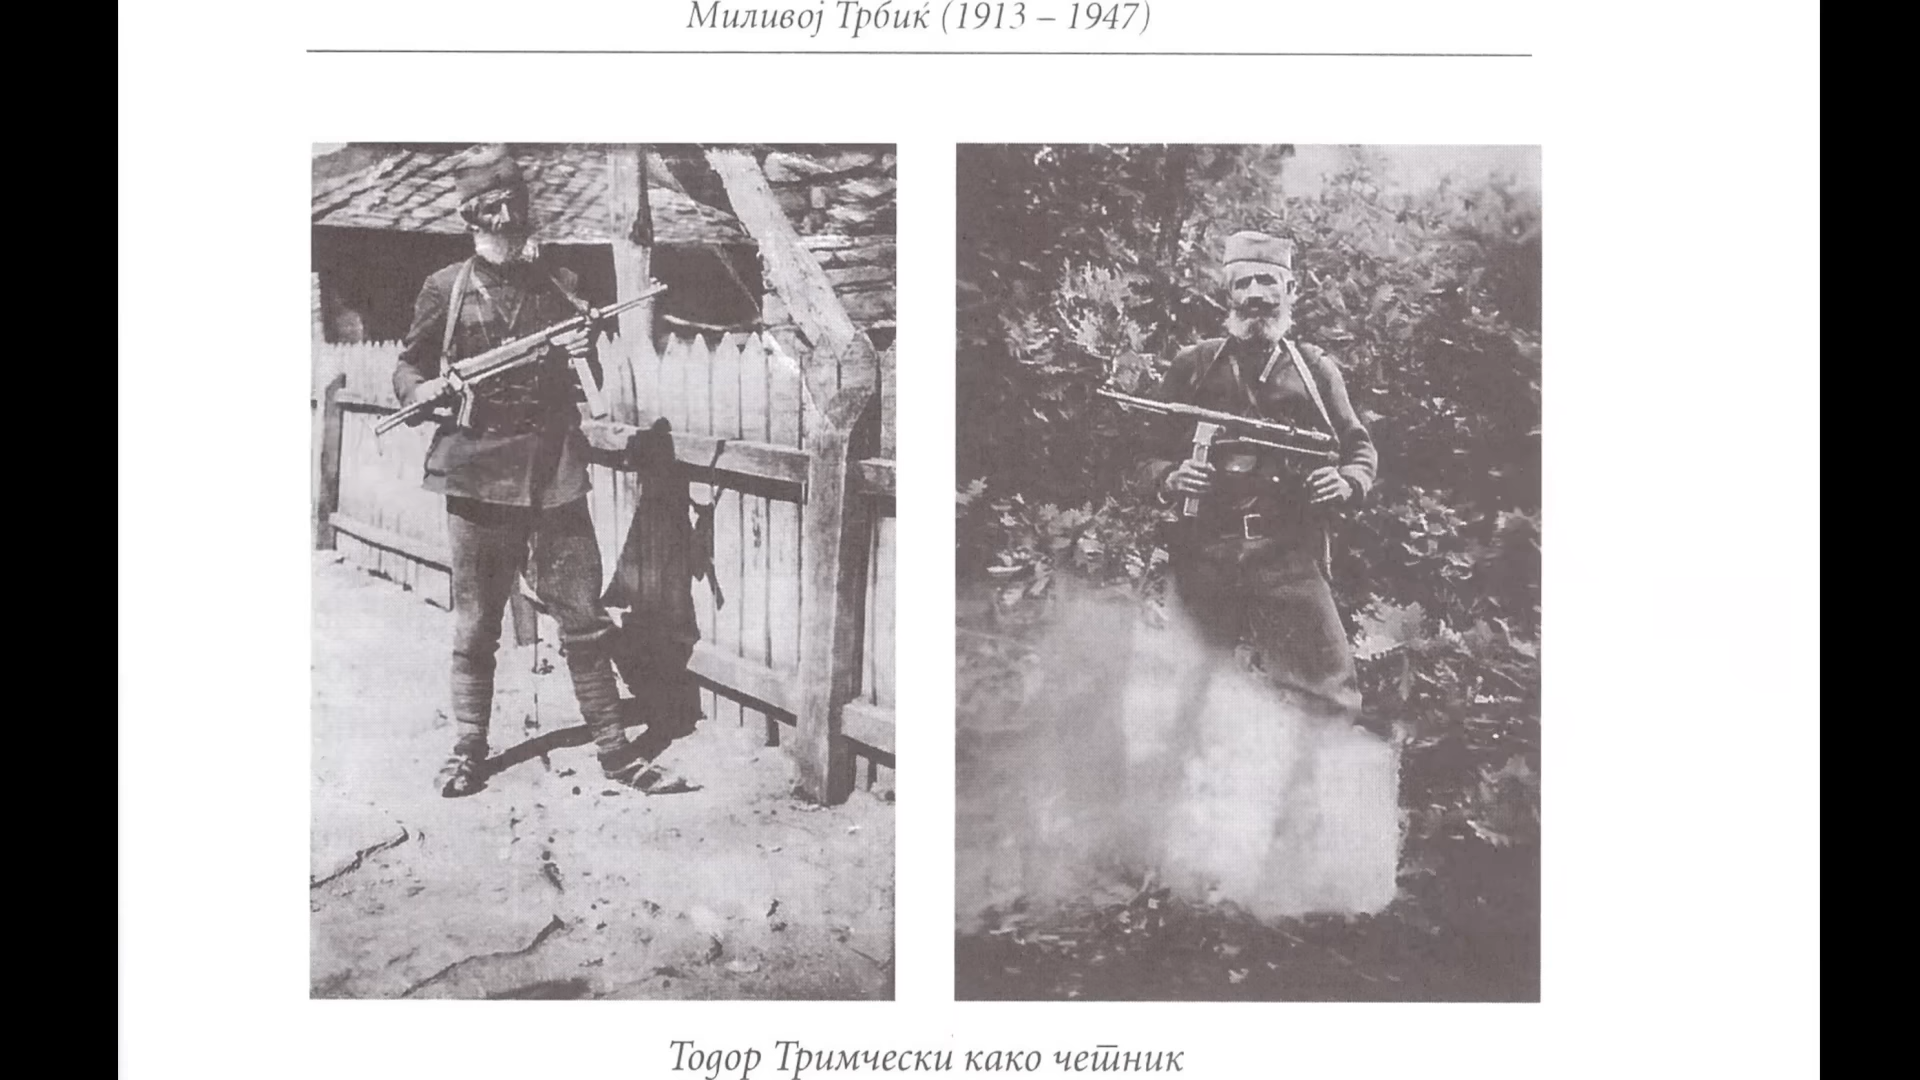 Миливој Трбиќ (1913 – 1947)
Тодор Тримчески како четник